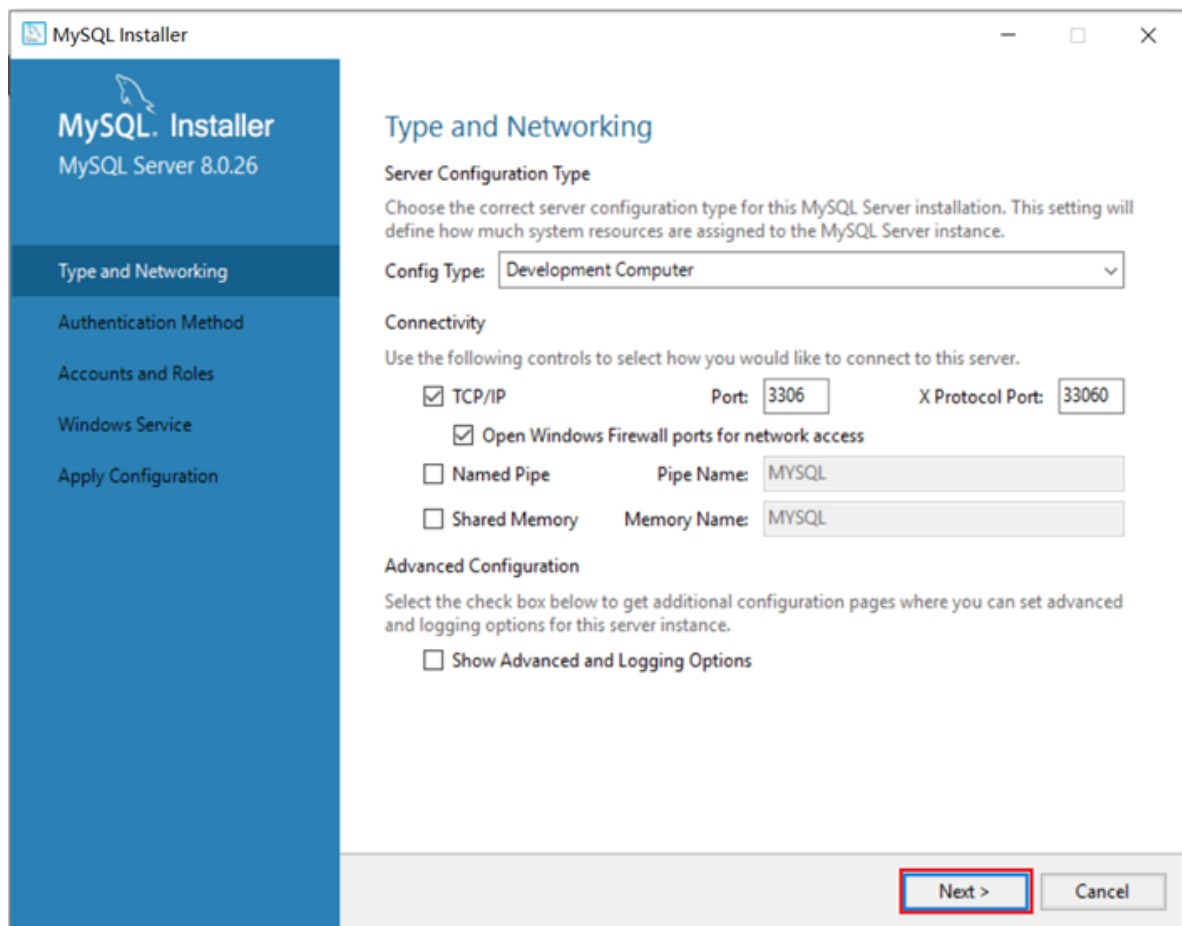 MySQL Installer
MySQL. Installer
MySQL Server 8.0.26
Type and Networking
Authentication Method
Accounts and Roles
Windows Service
Apply Configuration
Type and Networking
Server Configuration Type
Choose the correct server configuration type for this MySQL Server installation. This setting will
define how much system resources are assigned to the MySQL Server instance.
Config Type: Development Computer
Connectivity
Use the following controls to select how you would like to connect to this server.
TCP/IP Port: 3306 X Protocol Port: 33060
Open Windows Firewall ports for network access
Named Pipe Pipe Name: MYSQL
Shared Memory Memory Name: MYSQL
Advanced Configuration
Select the check box below to get additional configuration pages where you can set advanced
and logging options for this server instance.
Show Advanced and Logging Options
Next > Cancel